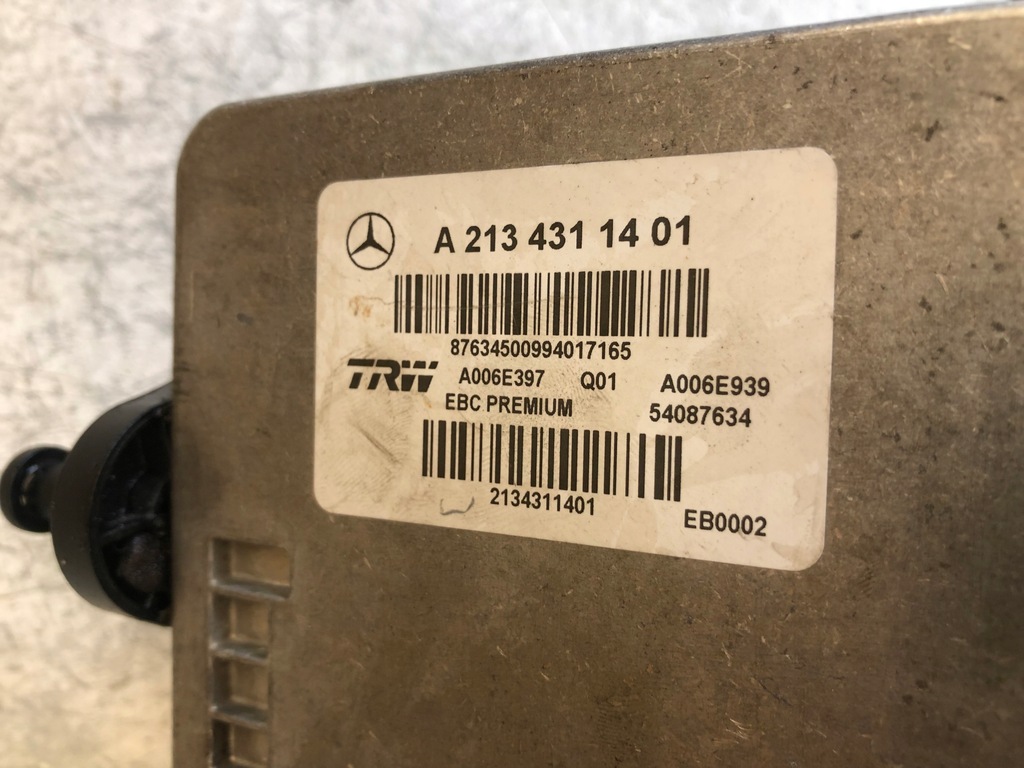 A 213 431 14 01
87634500994017165
TRW A006E397 Q01 A006E939
EBC PREMIUM 54087634
2134311401
EB0002